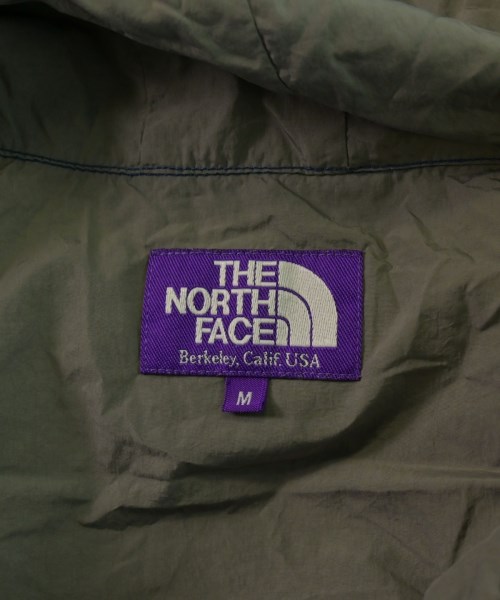 THE
NORTH
FACE
Berkeley, Calif. USA
M